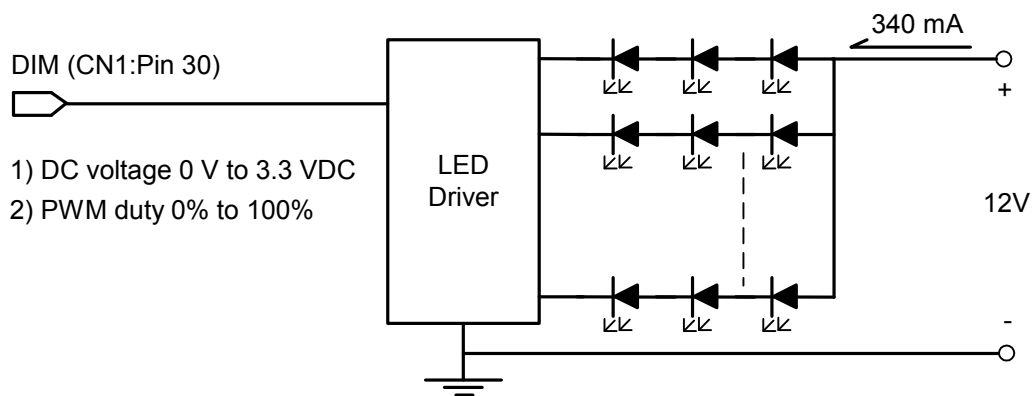 340 mA
DIM (CN1:Pin 30)
+
1) DC voltage 0 V to 3.3 VDC
2) PWM duty 0% to 100%
LED
Driver
12V
-